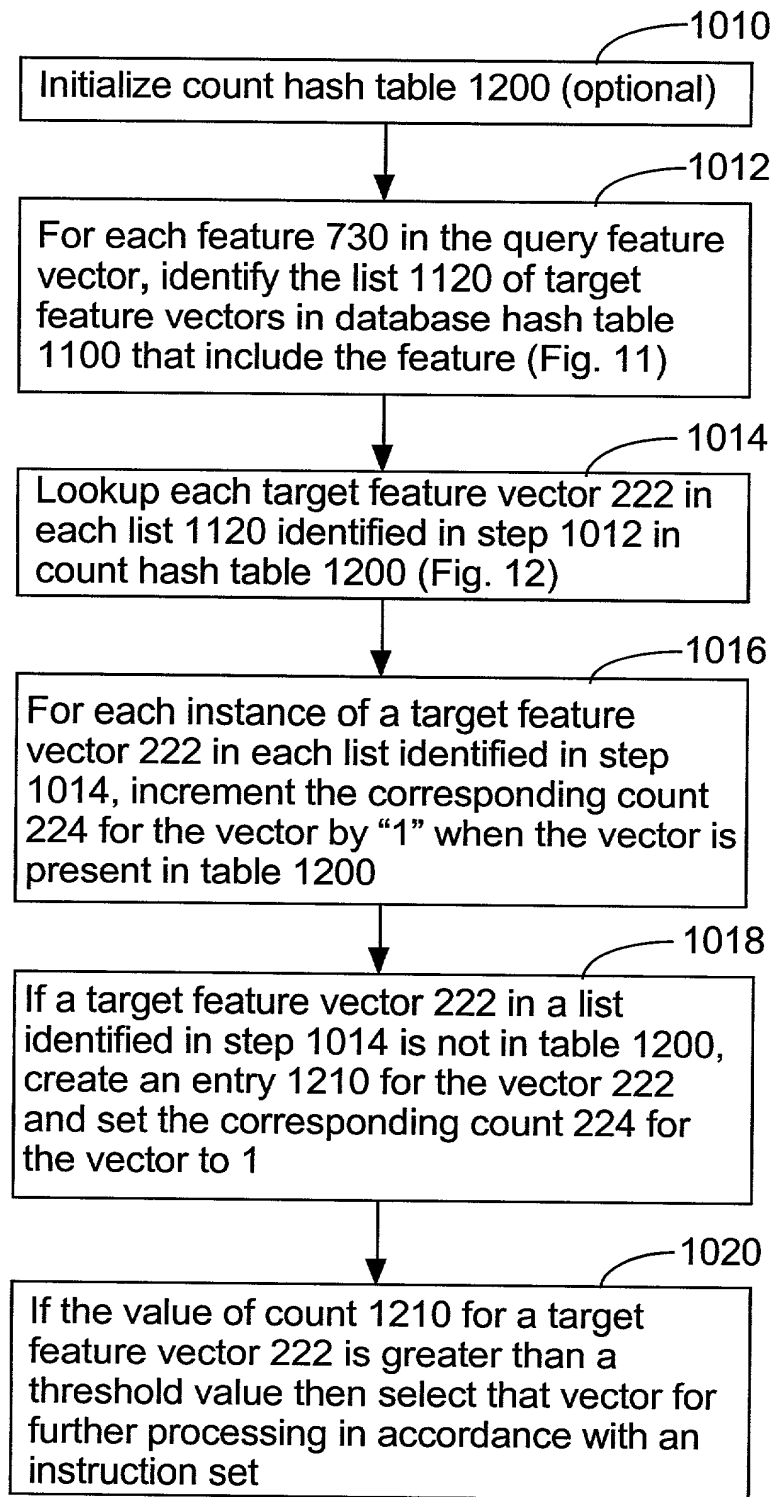 1010
Initialize count hash table 1200 (optional)
1012
For each feature 730 in the query feature
vector, identify the list 1120 of target
feature vectors in database hash table
1100 that include the feature (Fig. 11)
1014
Lookup each target feature vector 222 in
each list 1120 identified in step 1012 in
count hash table 1200 (Fig. 12)
1016
For each instance of a target feature
vector 222 in each list identified in step
1014, increment the corresponding count
224 for the vector by “1” when the vector is
present in table 1200
1018
If a target feature vector 222 in a list
identified in step 1014 is not in table 1200,
create an entry 1210 for the vector 222
and set the corresponding count 224 for
the vector to 1
1020
If the value of count 1210 for a target
feature vector 222 is greater than a
threshold value then select that vector for
further processing in accordance with an
instruction set